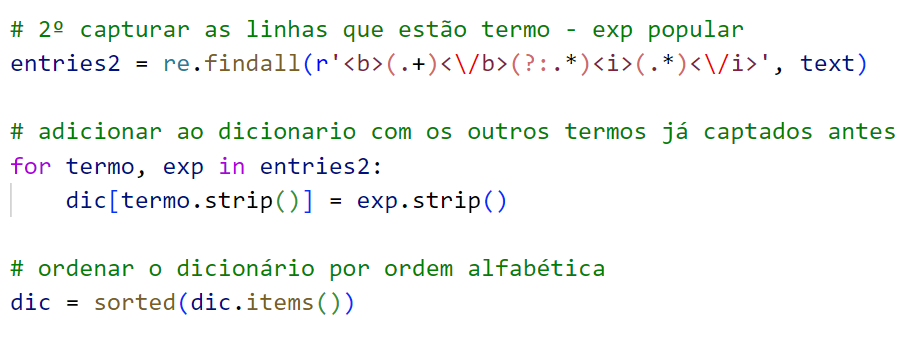 # 2º capturar as linhas que estão termo - exp popular
entries2 = re.findall(r'<b>(.+)<\/b>(?:.*)<i>(.*)<\/i>', text)
# adicionar ao dicionario com os outros termos já captados antes
for termo, exp in entries2:
    dic[termo.strip()] = exp.strip()
# ordenar o dicionário por ordem alfabética
dic = sorted(dic.items())